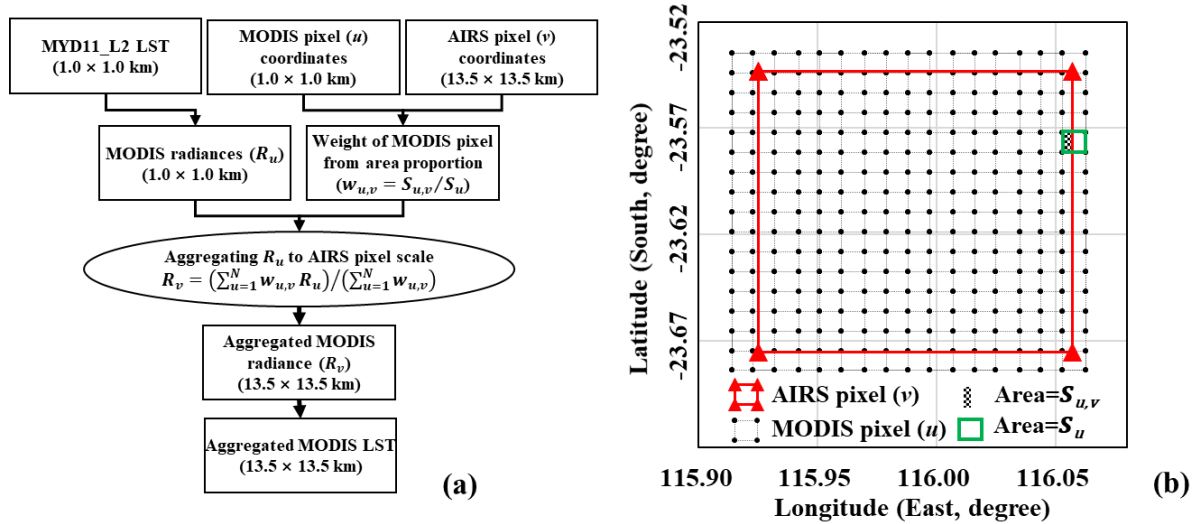 MYD11_L2 LST
(1.0 × 1.0 km)
MODIS pixel (u)
coordinates
(1.0 × 1.0 km)
AIRS pixel (v)
coordinates
(13.5 × 13.5 km)
MODIS radiances (R_u)
(1.0 × 1.0 km)
Weight of MODIS pixel
from area proportion
(w_{u,v} = S_{u,v}/S_u)
Aggregating R_u to AIRS pixel scale
R_v = (∑_{u=1}^{N} w_{u,v} R_u)/(∑_{u=1}^{N} w_{u,v})
Aggregated MODIS
radiance (R_v)
(13.5 × 13.5 km)
Aggregated MODIS LST
(13.5 × 13.5 km)
(a)
Latitude (South, degree)
-23.52
-23.57
-23.62
-23.67
AIRS pixel (v)
Area=S_{u,v}
MODIS pixel (u)
Area=S_u
115.90
115.95
116.00
116.05
Longitude (East, degree)
(b)